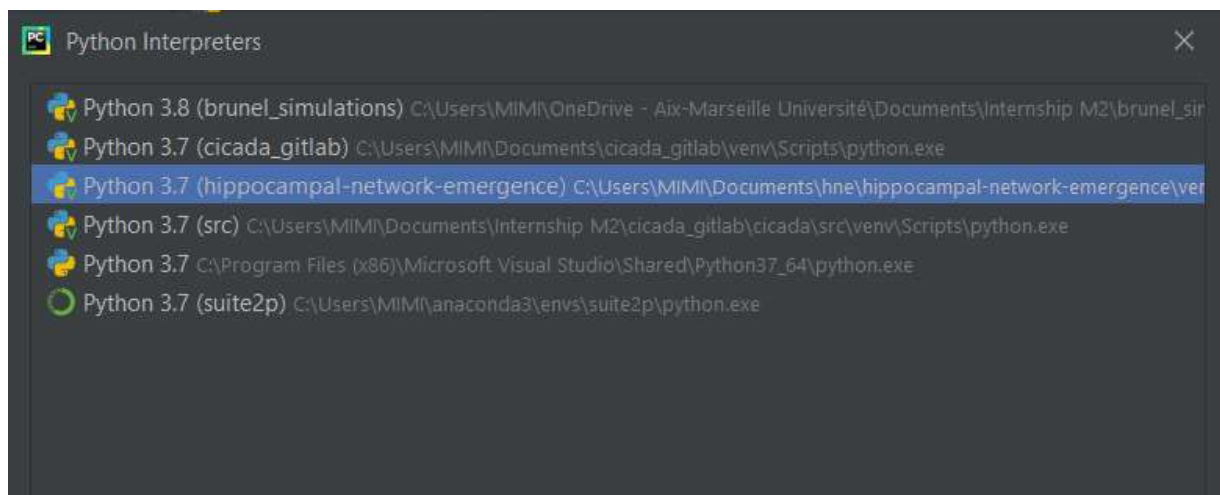 PC Python Interpreters
Python 3.8 (brunel_simulations) C:\Users\MIMI\OneDrive - Aix-Marseille Université\Documents\Internship M2\brunel_sir
Python 3.7 (cicada_gitlab) C:\Users\MIMI\Documents\cicada_gitlab\venv\Scripts\python.exe
Python 3.7 (hippocampal-network-emergence) C:\Users\MIMI\Documents\hne\hippocampal-network-emergence\ver
Python 3.7 (src) C:\Users\MIMI\Documents\Internship M2\cicada_gitlab\cicada\src\venv\Scripts\python.exe
Python 3.7 C:\Program Files (x86)\Microsoft Visual Studio\Shared\Python37_64\python.exe
Python 3.7 (suite2p) C:\Users\MIMI\anaconda3\envs\suite2p\python.exe